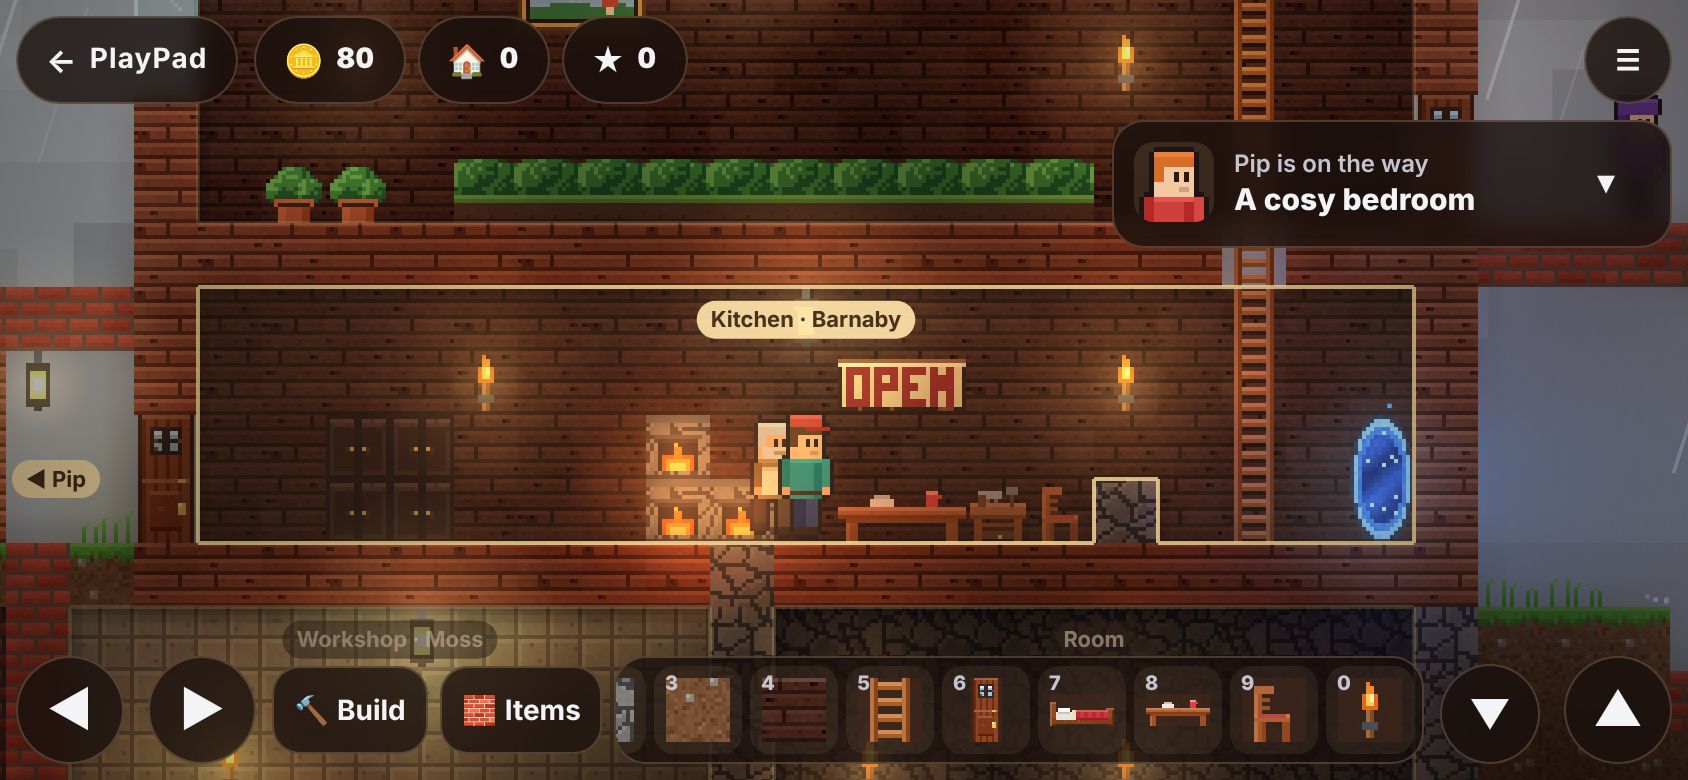 PlayPad
80
0
0
Pip is on the way
A cosy bedroom
Kitchen · Barnaby
OPEN
Pip
Workshop · Moss
Room
Build
Items
3
4
5
6
7
8
9
0